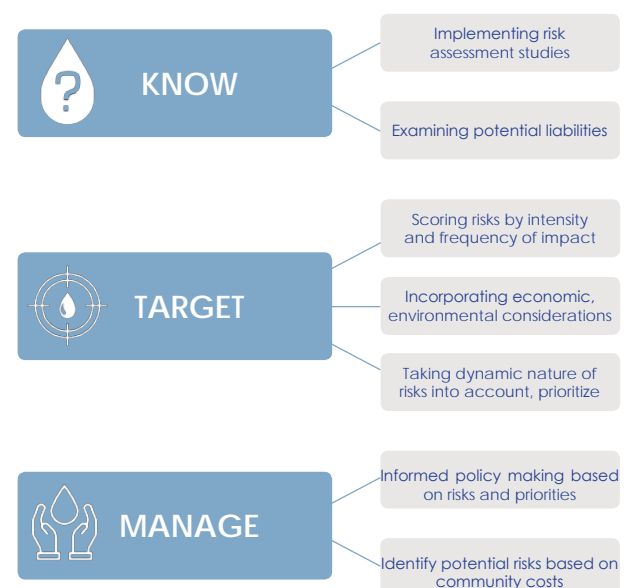 ?
KNOW
Implementing risk
assessment studies
Examining potential liabilities
TARGET
Scoring risks by intensity
and frequency of impact
Incorporating economic,
environmental considerations
Taking dynamic nature of
risks into account, prioritize
MANAGE
Informed policy making based
on risks and priorities
Identify potential risks based on
community costs